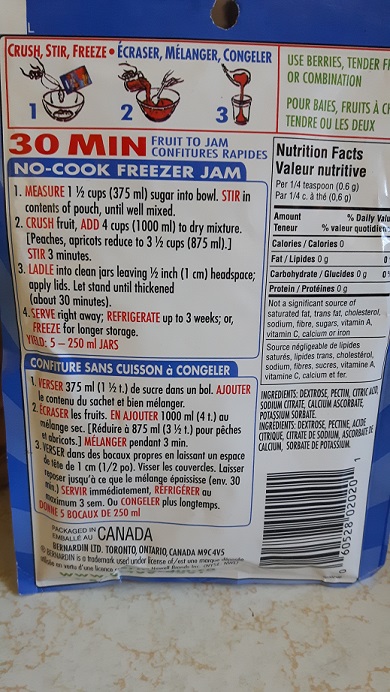 CRUSH, STIR, FREEZE • ÉCRASER, MÉLANGER, CONGELER
1 2 3
USE BERRIES, TENDER
OR COMBINATION
POUR BAIES, FRUITS À
TENDRE OU LES DEUX
30 MIN FRUIT TO JAM
CONFITURES RAPIDES
NO-COOK FREEZER JAM
1. MEASURE 1 ½ cups (375 ml) sugar into bowl. STIR in
contents of pouch, until well mixed.
2. CRUSH fruit, ADD 4 cups (1000 ml) to dry mixture.
[Peaches, apricots reduce to 3 ½ cups (875 ml).]
STIR 3 minutes.
3. LADLE into clean jars leaving ½ inch (1 cm) headspace;
apply lids. Let stand until thickened
(about 30 minutes).
4. SERVE right away; REFRIGERATE up to 3 weeks; or,
FREEZE for longer storage.
YIELD: 5 – 250 ml JARS
CONFITURE SANS CUISSON à CONGELER
1. VERSER 375 ml (1 ½ t.) de sucre dans un bol. AJOUTER
le contenu du sachet et bien mélanger.
2. ÉCRASER les fruits. EN AJOUTER 1000 ml (4 t.) au
mélange sec. [Réduire à 875 ml (3 ½ t.) pour pêches
et abricots.] MÉLANGER pendant 3 min.
3. VERSER dans des bocaux propres en laissant un espace
de tête de 1 cm (1/2 po). Visser les couvercles. Laisser
reposer jusqu'à ce que le mélange épaississe (env. 30
min.) SERVIR immédiatement, RÉFRIGÉRER au
maximum 3 sem. Ou CONGELER plus longtemps.
DONNE 5 BOCAUX DE 250 ml
PACKAGED IN
EMBALLÉ AU CANADA
BERNARDIN LTD. TORONTO, ONTARIO, CANADA M9C 4V5
® BERNARDIN is a trademark used under license of/est une marque
Nutrition Facts
Valeur nutritive
Per 1/4 teaspoon (0.6 g)
Par 1/4 c. à thé (0,6 g)
Amount % Daily
Teneur % valeur
Calories / Calories 0
Fat / Lipides 0 g
Carbohydrate / Glucides 0 g
Protein / Protéines 0 g
Not a significant source of
saturated fat, trans fat, cholesterol,
sodium, fibre, sugars, vitamin A,
vitamin C, calcium or iron
Source négligeable de lipides
saturés, lipides trans, cholestérol,
sodium, fibres, sucres, vitamine A,
vitamine C, calcium et fer.
INGREDIENTS: DEXTROSE, PECTIN, CITRIC ACID,
SODIUM CITRATE, CALCIUM ASCORBATE,
POTASSIUM SORBATE.
INGRÉDIENTS: DEXTROSE, PECTINE, ACIDE
CITRIQUE, CITRATE DE SODIUM, ASCORBATE DE
CALCIUM, SORBATE DE POTASSIUM.
60528 02020 1